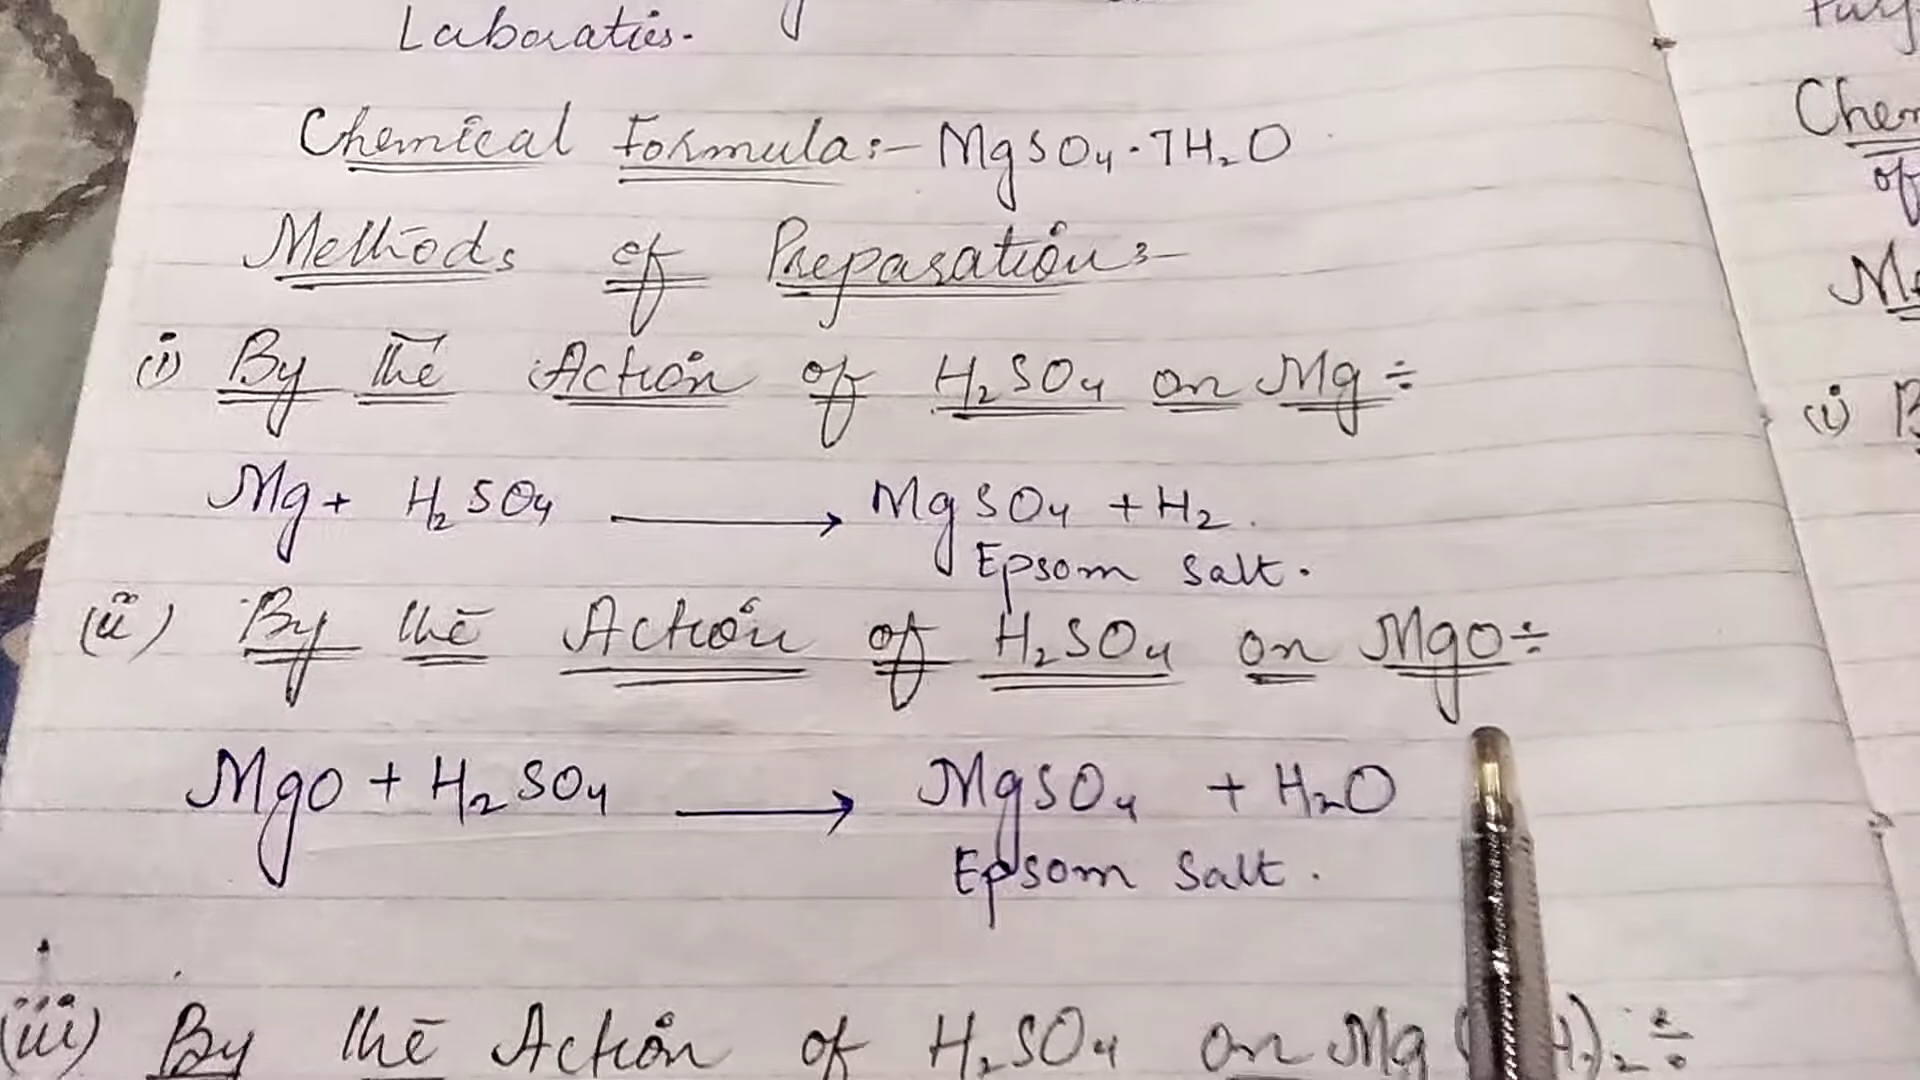 Laboraties.
Chemical Formula:- MgSO₄·7H₂O
Methods of Preparation:-
(i) By the Action of H₂SO₄ on Mg÷
Mg + H₂SO₄ ⟶ MgSO₄ + H₂.
Epsom Salt.
(ii) By the Action of H₂SO₄ on MgO÷
MgO + H₂SO₄ ⟶ MgSO₄ + H₂O
Epsom Salt.
(iii) By the Action of H₂SO₄ on Mg
of
(i)